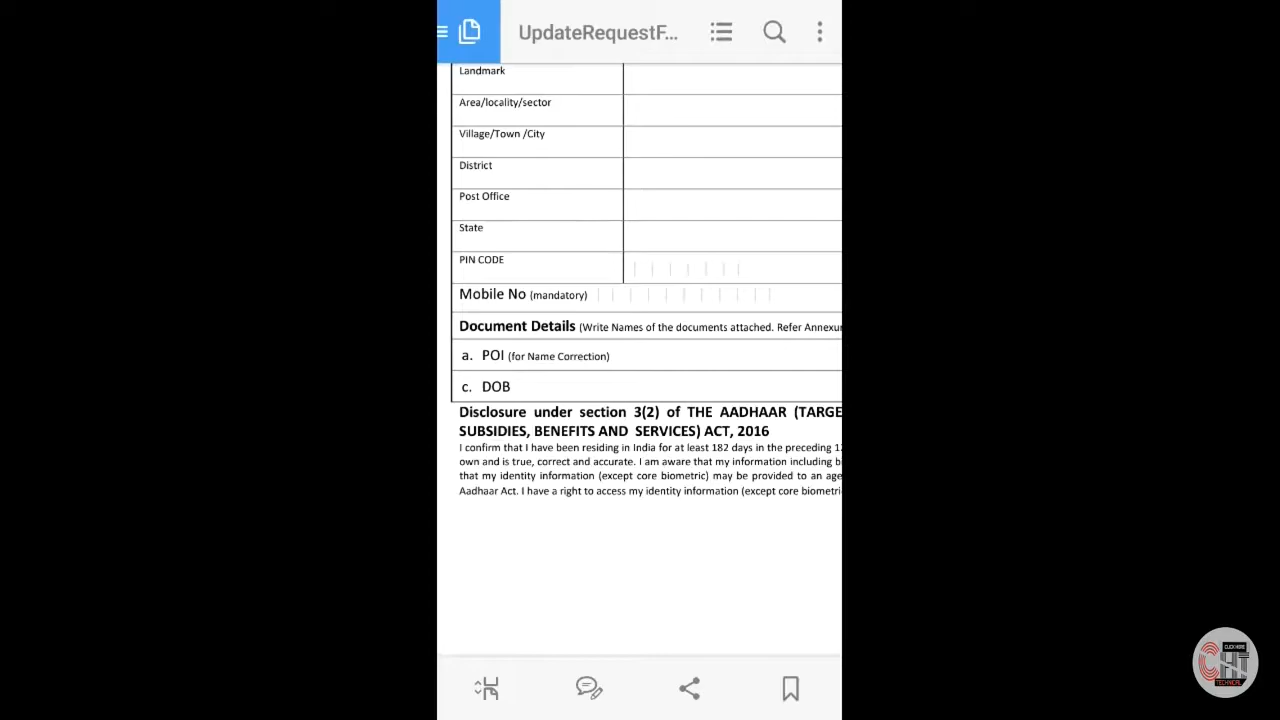 UpdateRequestF...
Landmark
Area/locality/sector
Village/Town /City
District
Post Office
State
PIN CODE
Mobile No (mandatory)
Document Details (Write Names of the documents attached. Refer Annexur
a. POI (for Name Correction)
c. DOB
Disclosure under section 3(2) of THE AADHAAR (TARGE
SUBSIDIES, BENEFITS AND SERVICES) ACT, 2016
I confirm that I have been residing in India for at least 182 days in the preceding 12
own and is true, correct and accurate. I am aware that my information including b
that my identity information (except core biometric) may be provided to an age
Aadhaar Act. I have a right to access my identity information (except core biometri
CLICK HERE
CHT
TECHNICAL